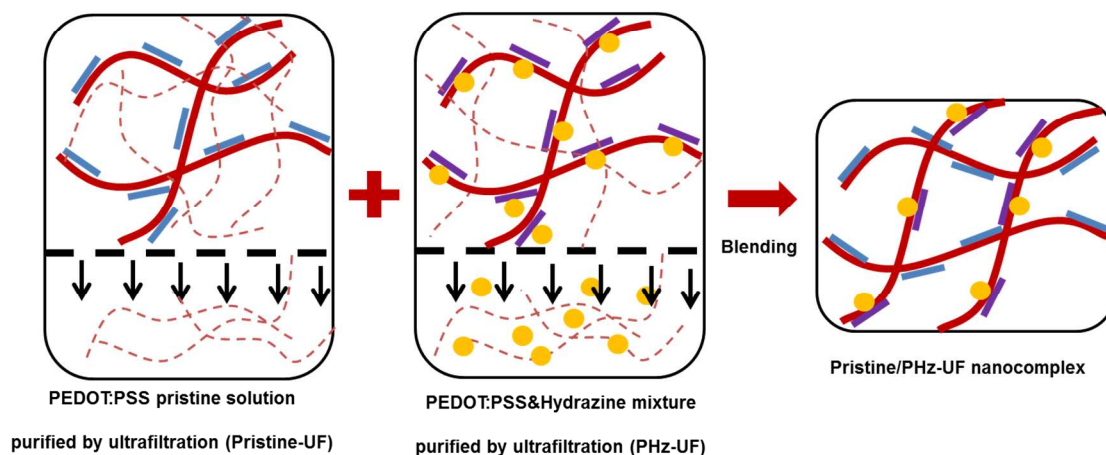 PEDOT:PSS pristine solution
purified by ultrafiltration (Pristine-UF)
PEDOT:PSS&Hydrazine mixture
purified by ultrafiltration (PHz-UF)
Blending
Pristine/PHz-UF nanocomplex